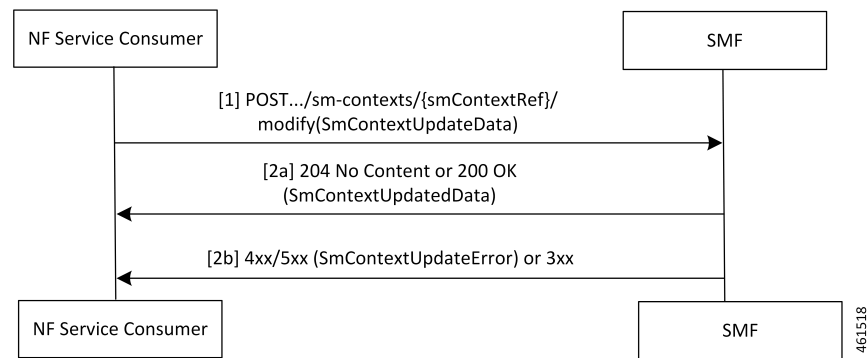 NF Service Consumer
SMF
[1] POST.../sm-contexts/{smContextRef}/
modify(SmContextUpdateData)
[2a] 204 No Content or 200 OK
(SmContextUpdatedData)
[2b] 4xx/5xx (SmContextUpdateError) or 3xx
NF Service Consumer
SMF
461518